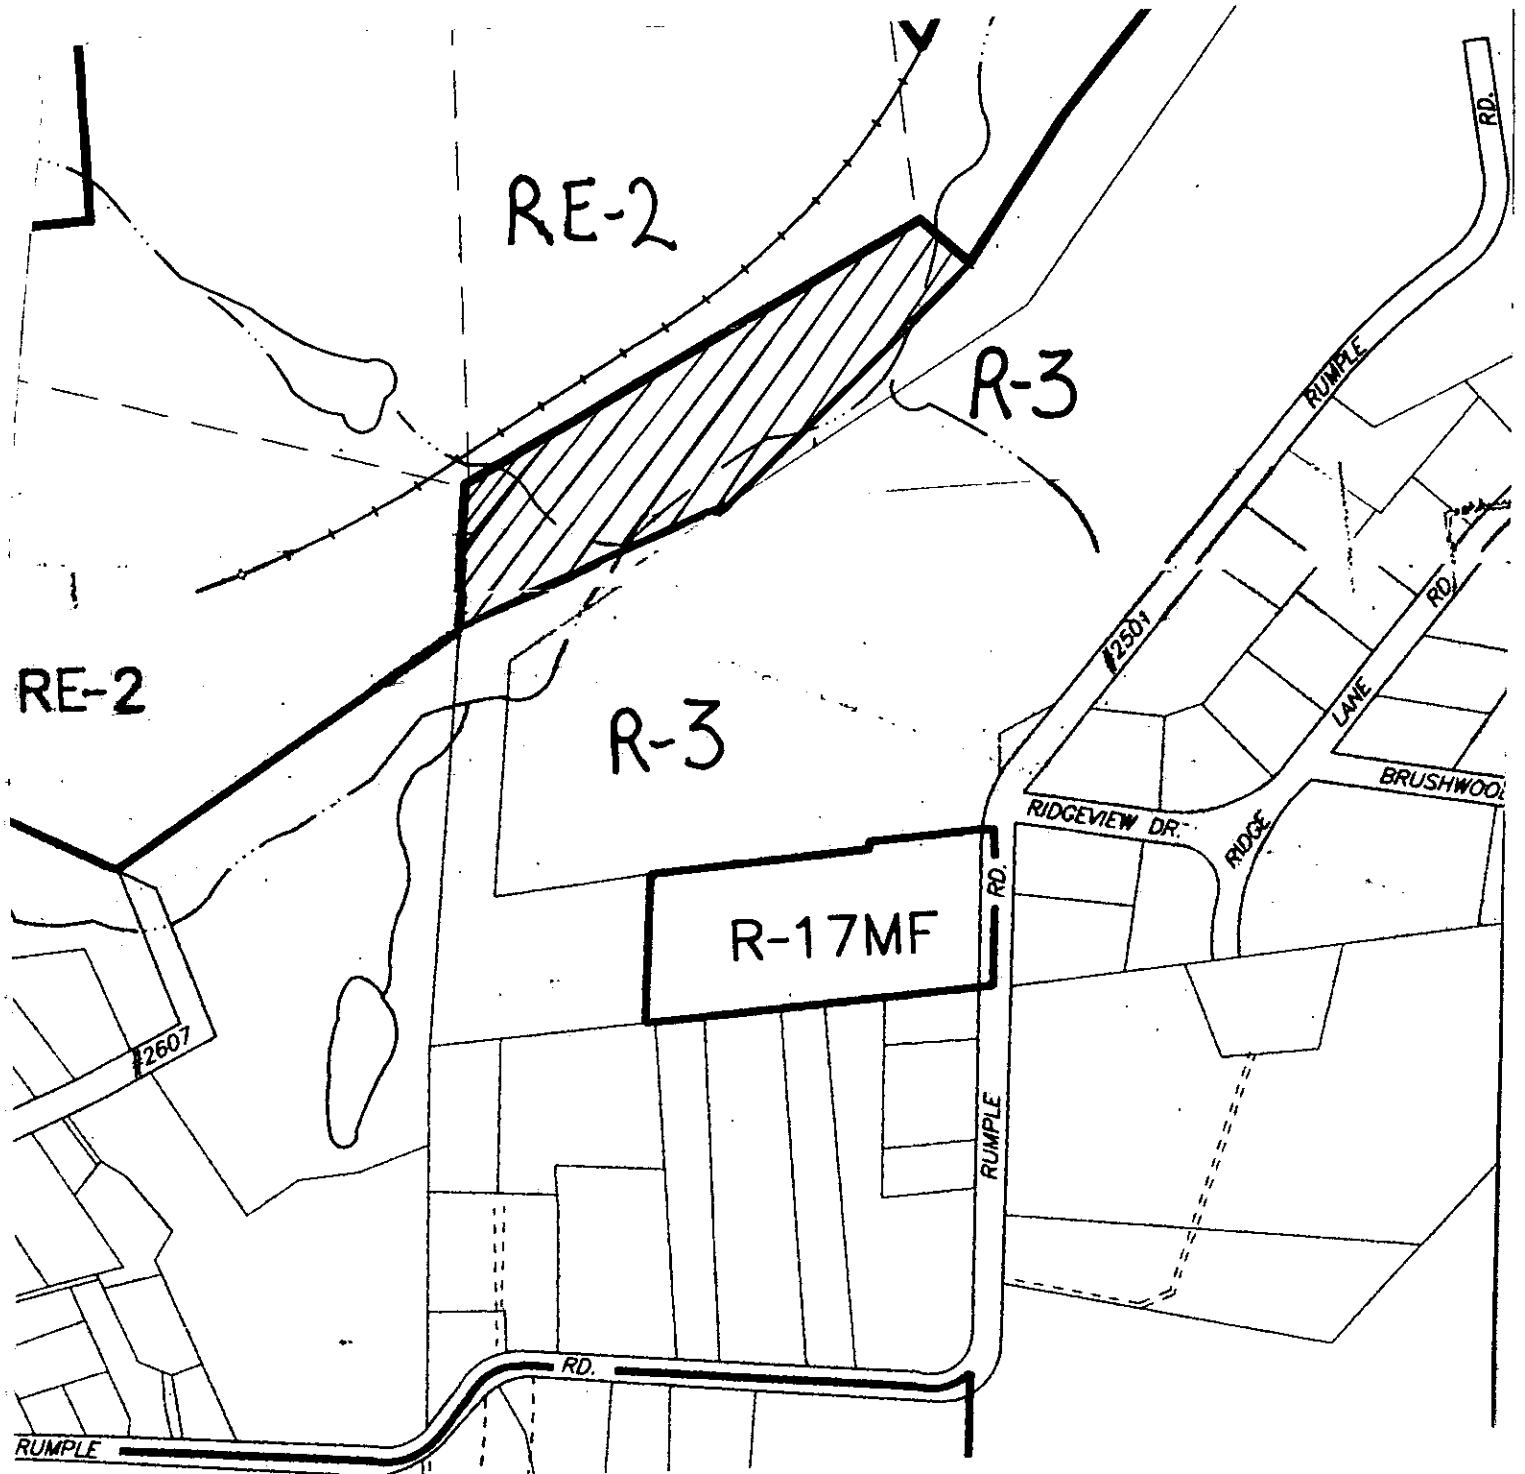 RD.
RE-2
R-3
RUMPLE
#2501
RD.
RE-2
LANE
R-3
BRUSHWOOD
RIDGEVIEW DR.
RIDGE
RD.
R-17MF
#2607
RUMPLE
RD.
RUMPLE